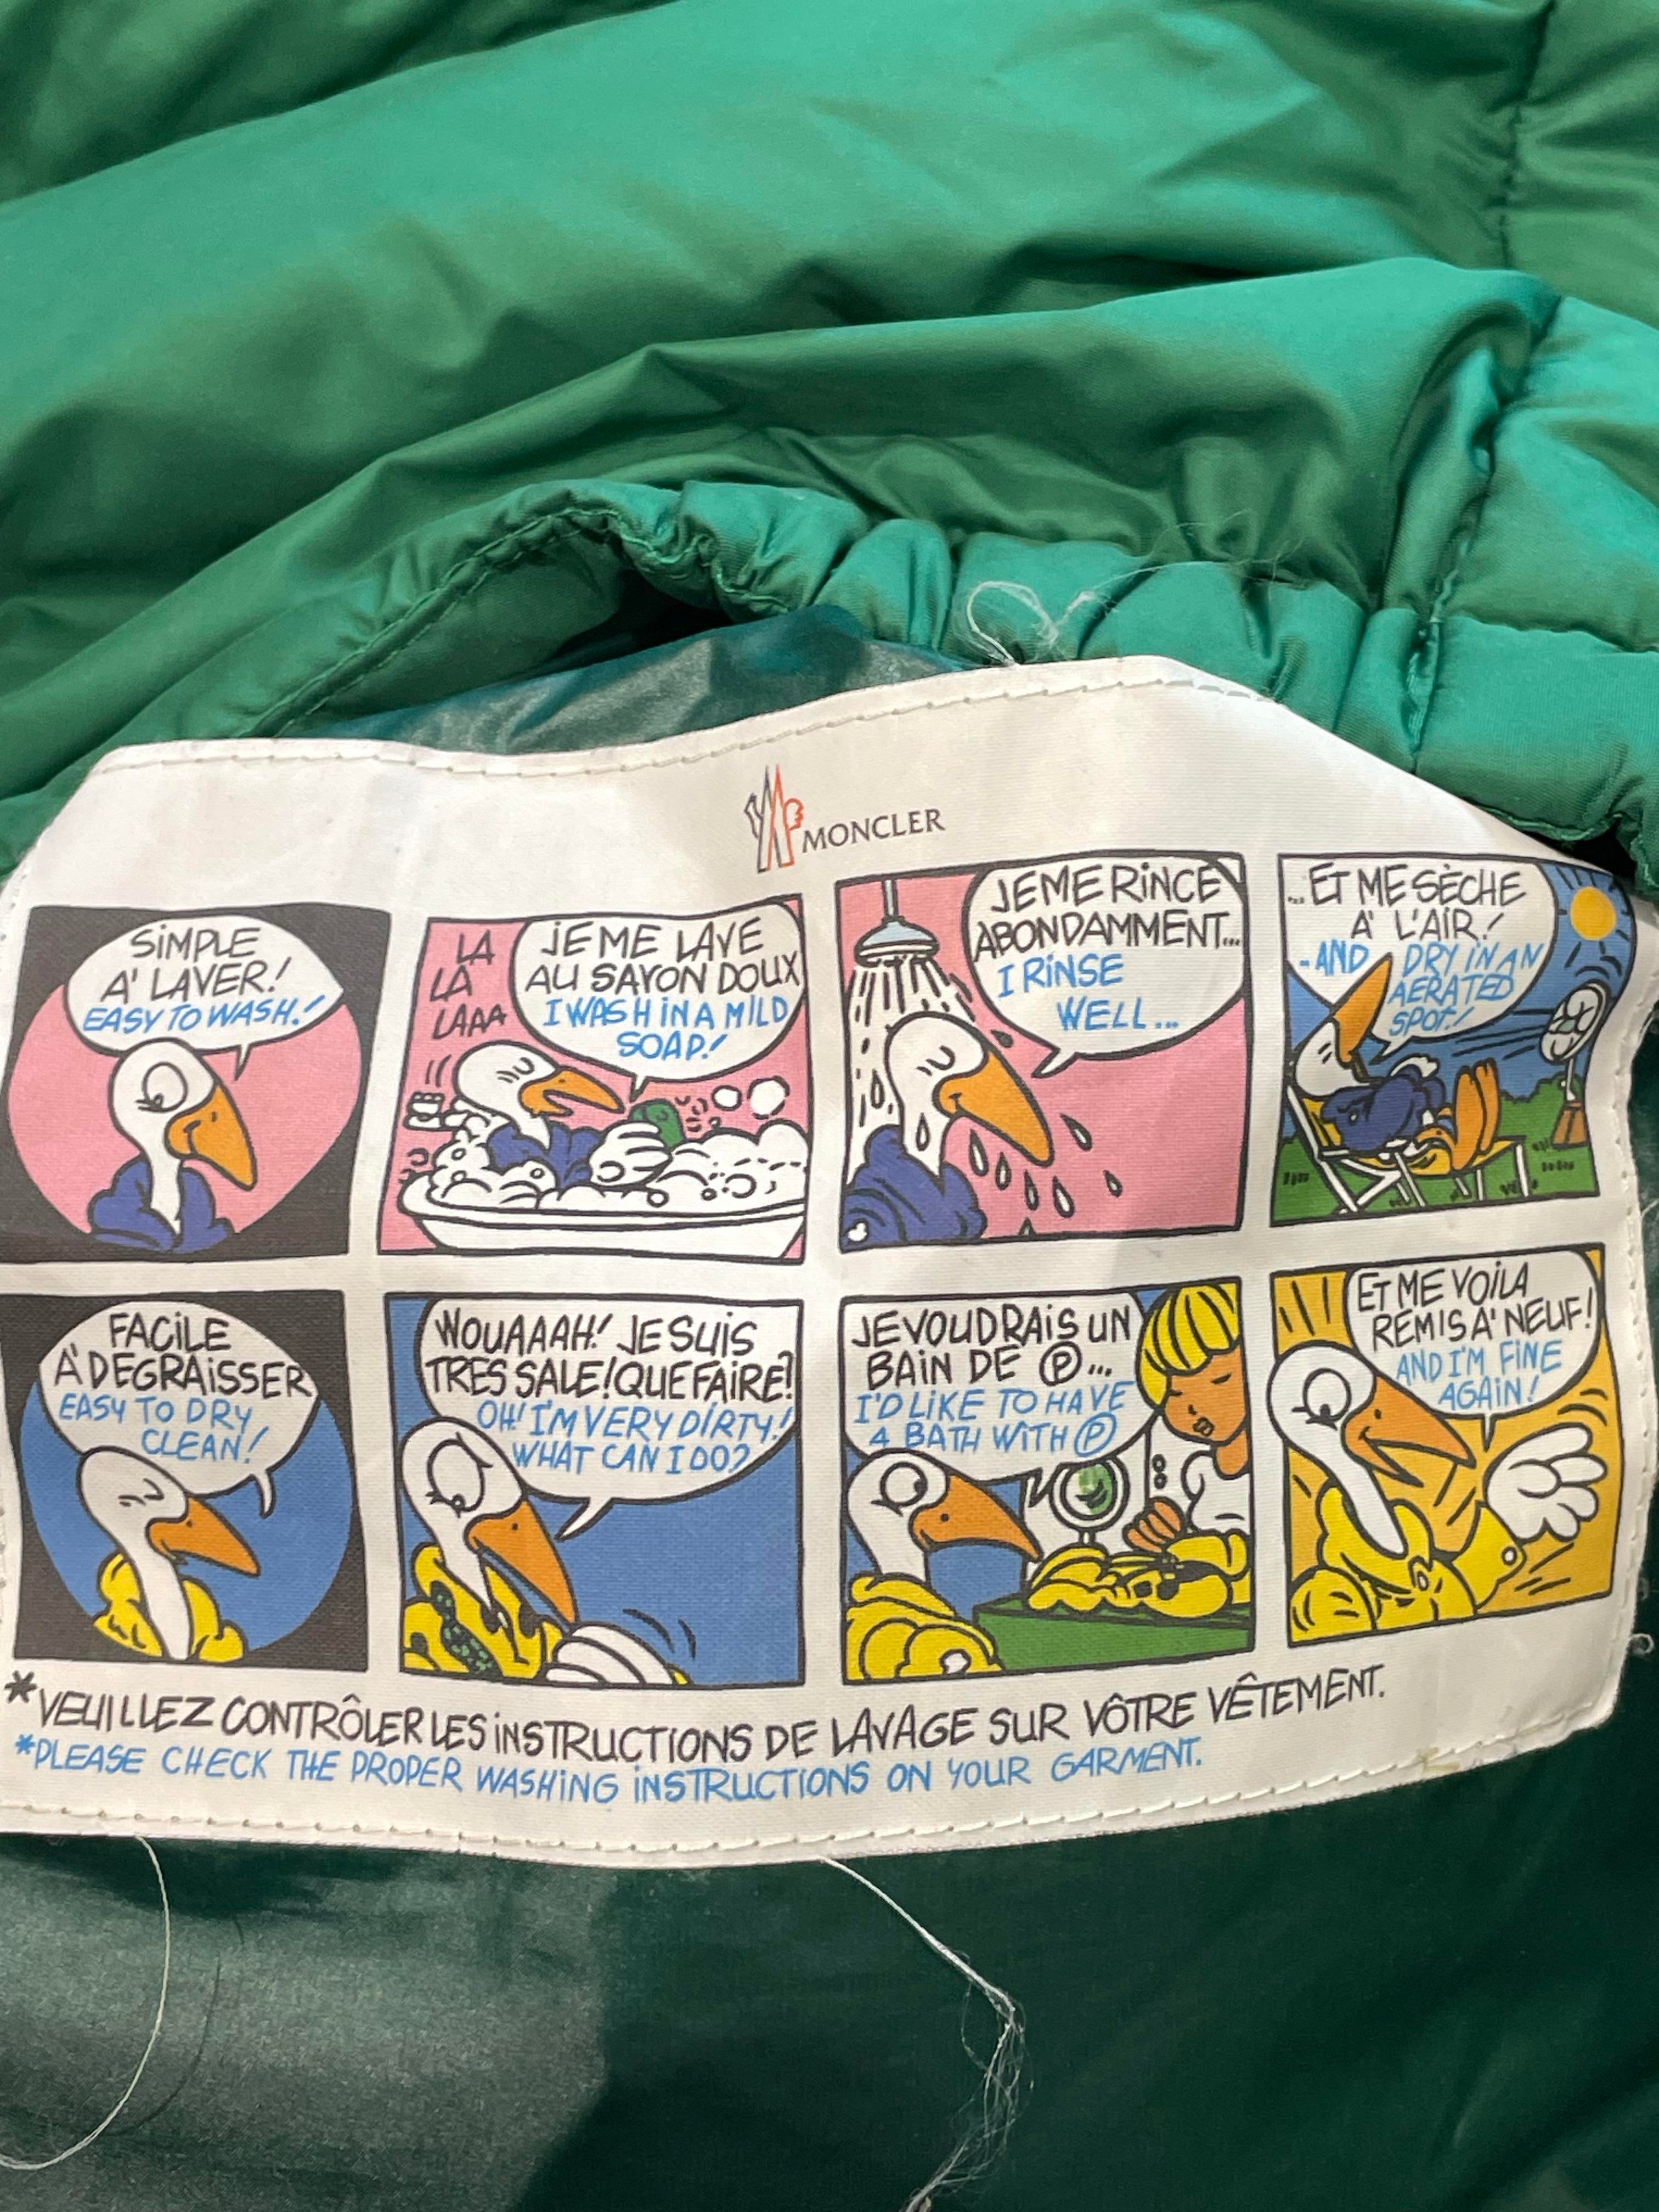 MONCLER
SiMPLE
A' LAVER!
EASY TO WASH!
LA
LA
LAAA
JE ME LAVE
AU SAVON DOUX
I WASH iN A MiLD
SOAP!
JE ME RiNCE
ABONDAMMENT...
I RiNSE
WELL...
...ET ME SÈCHE
A' L'AiR!
-AND DRY iN AN
AERATED
SPOT!
FACiLE
A' DEGRAiSSER
EASY TO DRY
CLEAN!
WOUAAAH! JE SUiS
TRES SALE! QUE FAiRE?
OH! I'M VERY DiRTY!
WHAT CAN I DO?
JE VOUDRAiS UN
BAiN DE Ⓟ...
I'D LiKE TO HAVE
A BATH WiTH Ⓟ
ET ME VOiLA
REMiS A' NEUF!
AND I'M FiNE
AGAiN!
*VEUiLLEZ CONTRÔLER LES iNSTRUCTiONS DE LAVAGE SUR VÔTRE VÊTEMENT.
*PLEASE CHECK THE PROPER WASHiNG iNSTRUCTiONS ON YOUR GARMENT.